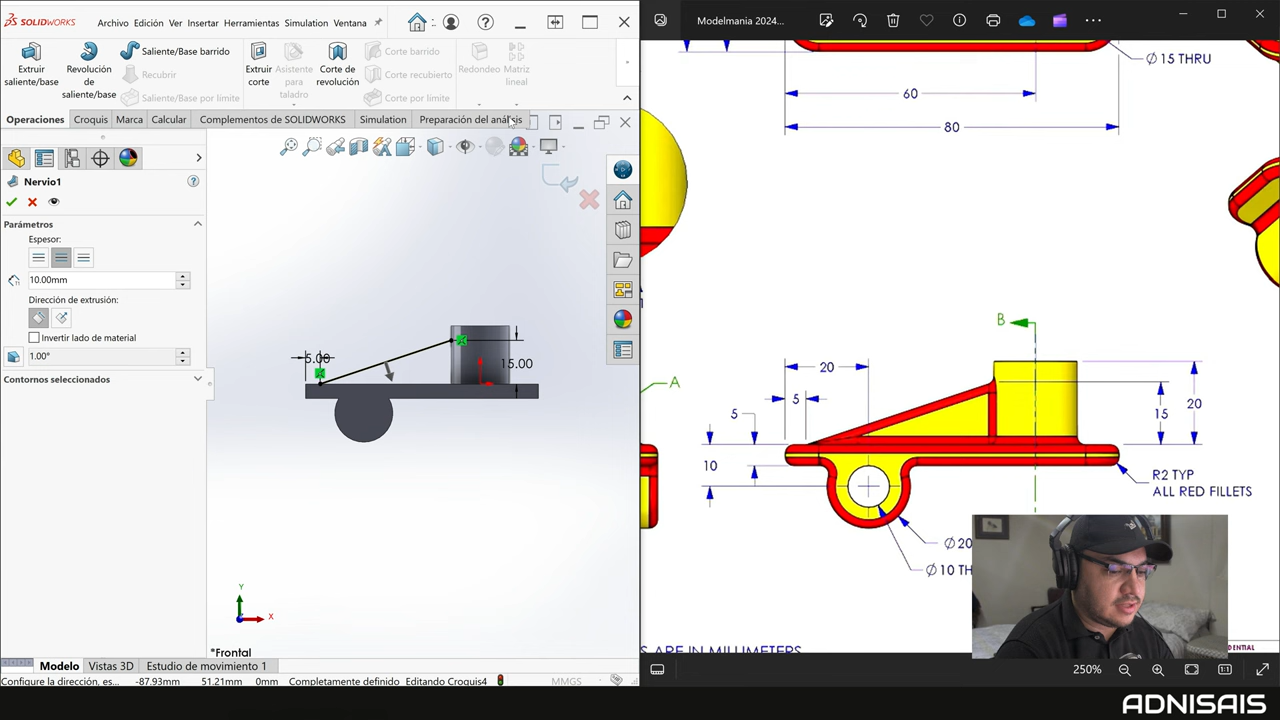 SOLIDWORKS
Archivo Edición Ver Insertar Herramientas Simulation Ventana
Extruir saliente/base
Revolución de saliente/base
Saliente/Base barrido
Recubrir
Saliente/Base por límite
Extruir corte
Asistente para taladro
Corte de revolución
Corte barrido
Corte recubierto
Corte por límite
Redondeo
Matriz lineal
Operaciones Croquis Marca Calcular Complementos de SOLIDWORKS Simulation Preparación del análisis
Nervio1
Parámetros
Espesor:
10.00mm
Dirección de extrusión:
Invertir lado de material
1.00°
Contornos seleccionados
5.00
15.00
Y
X
*Frontal
Modelo Vistas 3D Estudio de movimiento 1
Configure la dirección, es... -87.93mm 51.21mm 0mm Completamente definido Editando Croquis4 MMGS
Modelmania 2024...
Ø 15 THRU
60
80
B
A
20
5
5
10
15
20
R2 TYP
ALL RED FILLETS
Ø 20
Ø 10 TH
S ARE IN MILLIMETERS
DENTIAL
250%
1:1
ADNISAIS